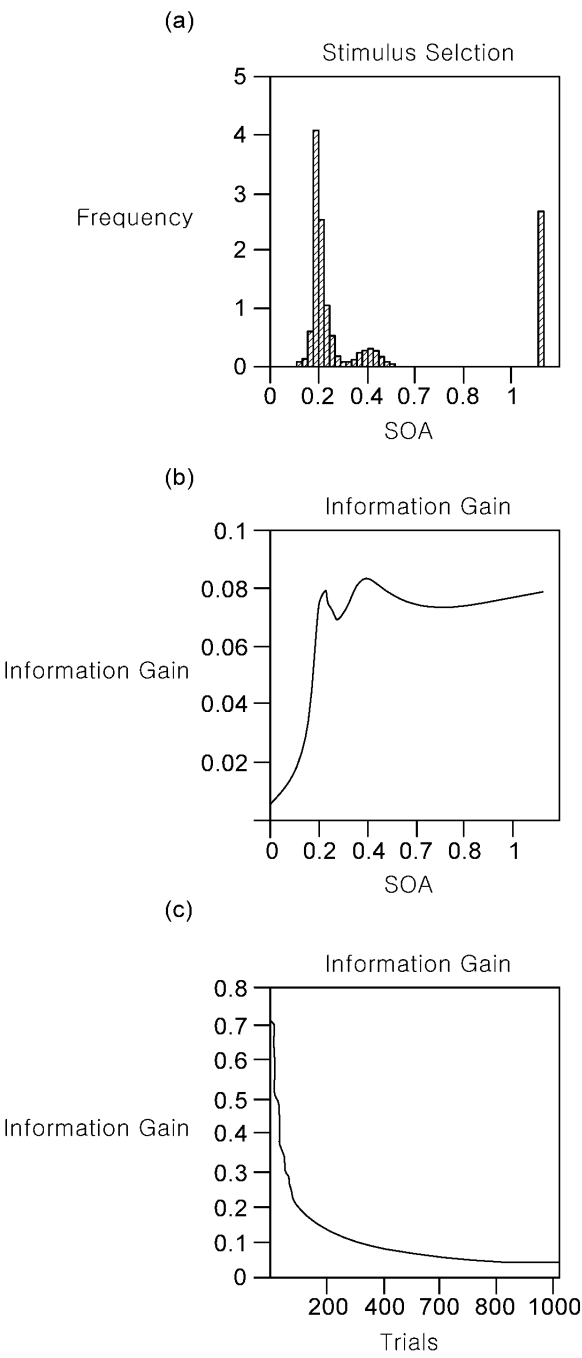 (a)
Stimulus Selction
5
4
3
2
1
0
Frequency
0 0.2 0.4 0.7 0.8 1
SOA
(b)
Information Gain
0.1
0.08
0.06
0.04
0.02
Information Gain
0 0.2 0.4 0.7 0.8 1
SOA
(c)
Information Gain
0.8
0.7
0.6
0.5
0.4
0.3
0.2
0.1
0
Information Gain
200 400 700 800 1000
Trials